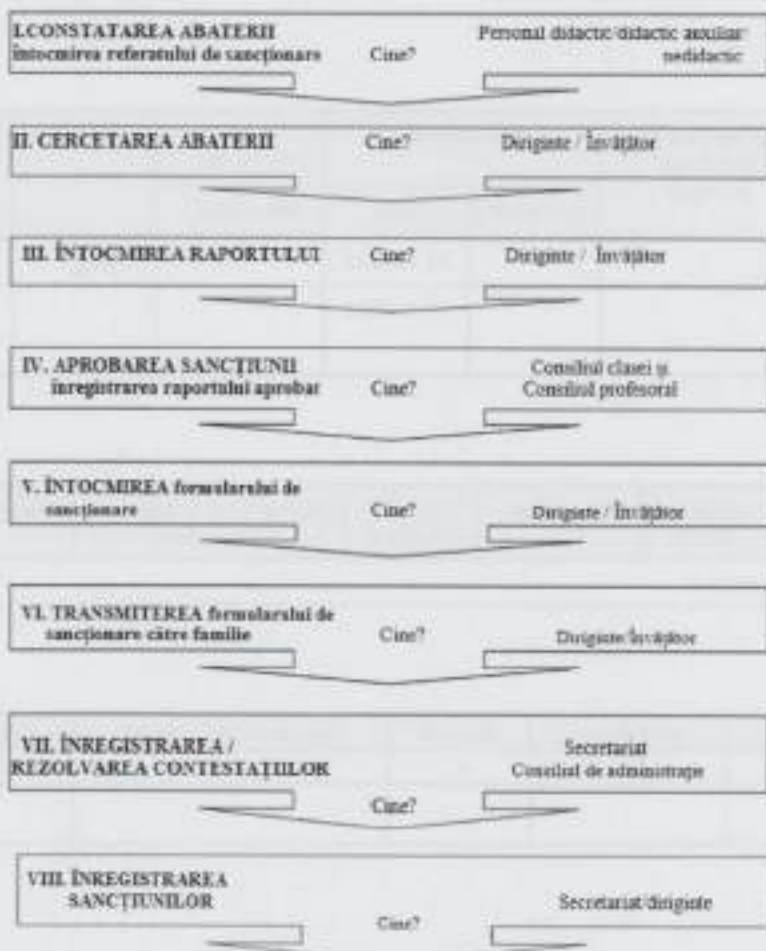 I.CONSTATAREA ABATERII
întocmirea referatului de sancționare Cine? Personal didactic/didactic auxiliar/
nedidactic
II. CERCETAREA ABATERII Cine? Diriginte / Învățător
III. ÎNTOCMIREA RAPORTULUI Cine? Diriginte / Învățător
IV. APROBAREA SANCȚIUNII Consiliul clasei și
înregistrarea raportului aprobat Cine? Consiliul profesoral
V. ÎNTOCMIREA formularului de
sancționare Cine? Diriginte / Învățător
VI. TRANSMITEREA formularului de
sancționare către familie Cine? Diriginte/Învățător
VII. ÎNREGISTRAREA / Secretariat
REZOLVAREA CONTESTAȚIILOR Consiliul de administrație
Cine?
VIII. ÎNREGISTRAREA
SANCȚIUNILOR Secretariat/diriginte
Cine?